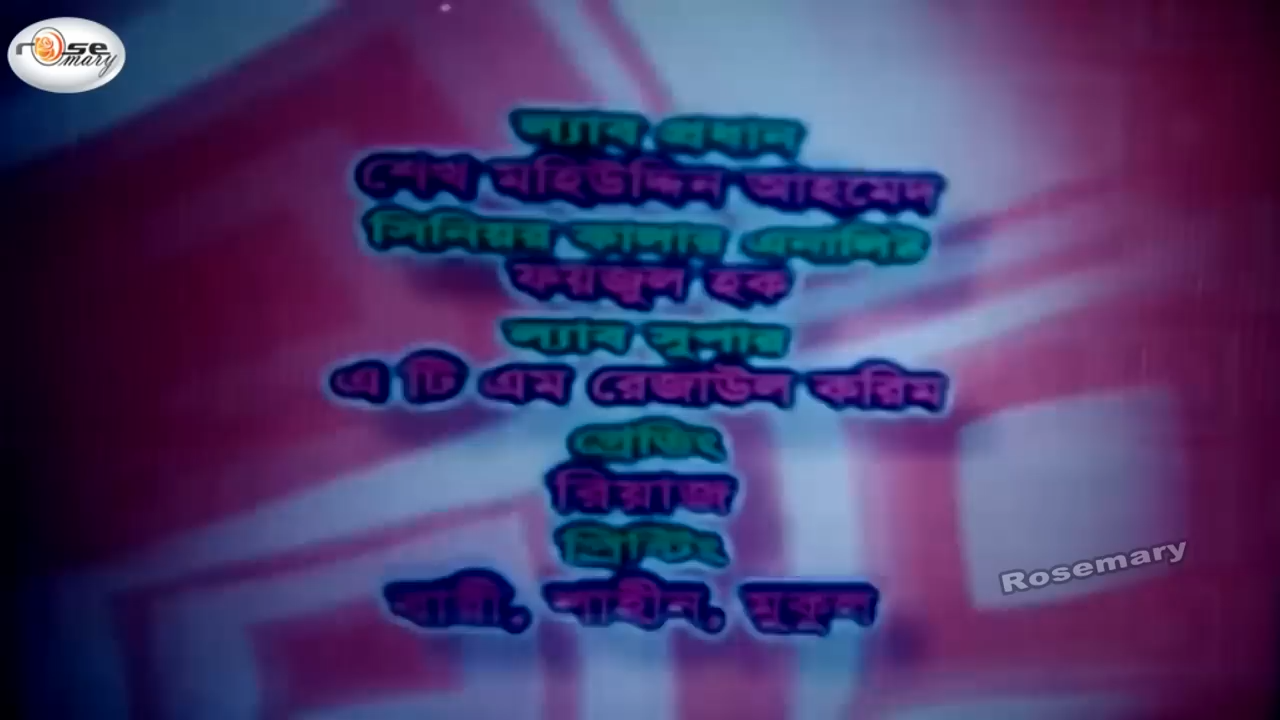 rose
mary
ল্যাব প্রধান
শেখ মহিউদ্দিন আহমেদ
সিনিয়র কালার এনালিষ্ট
ফয়জুল হক
ল্যাব সুপার
এ টি এম রেজাউল করিম
গ্রেডিং
রিয়াজ
প্রিন্টিং
বারী, শাহীন, মুকুল
Rosemary